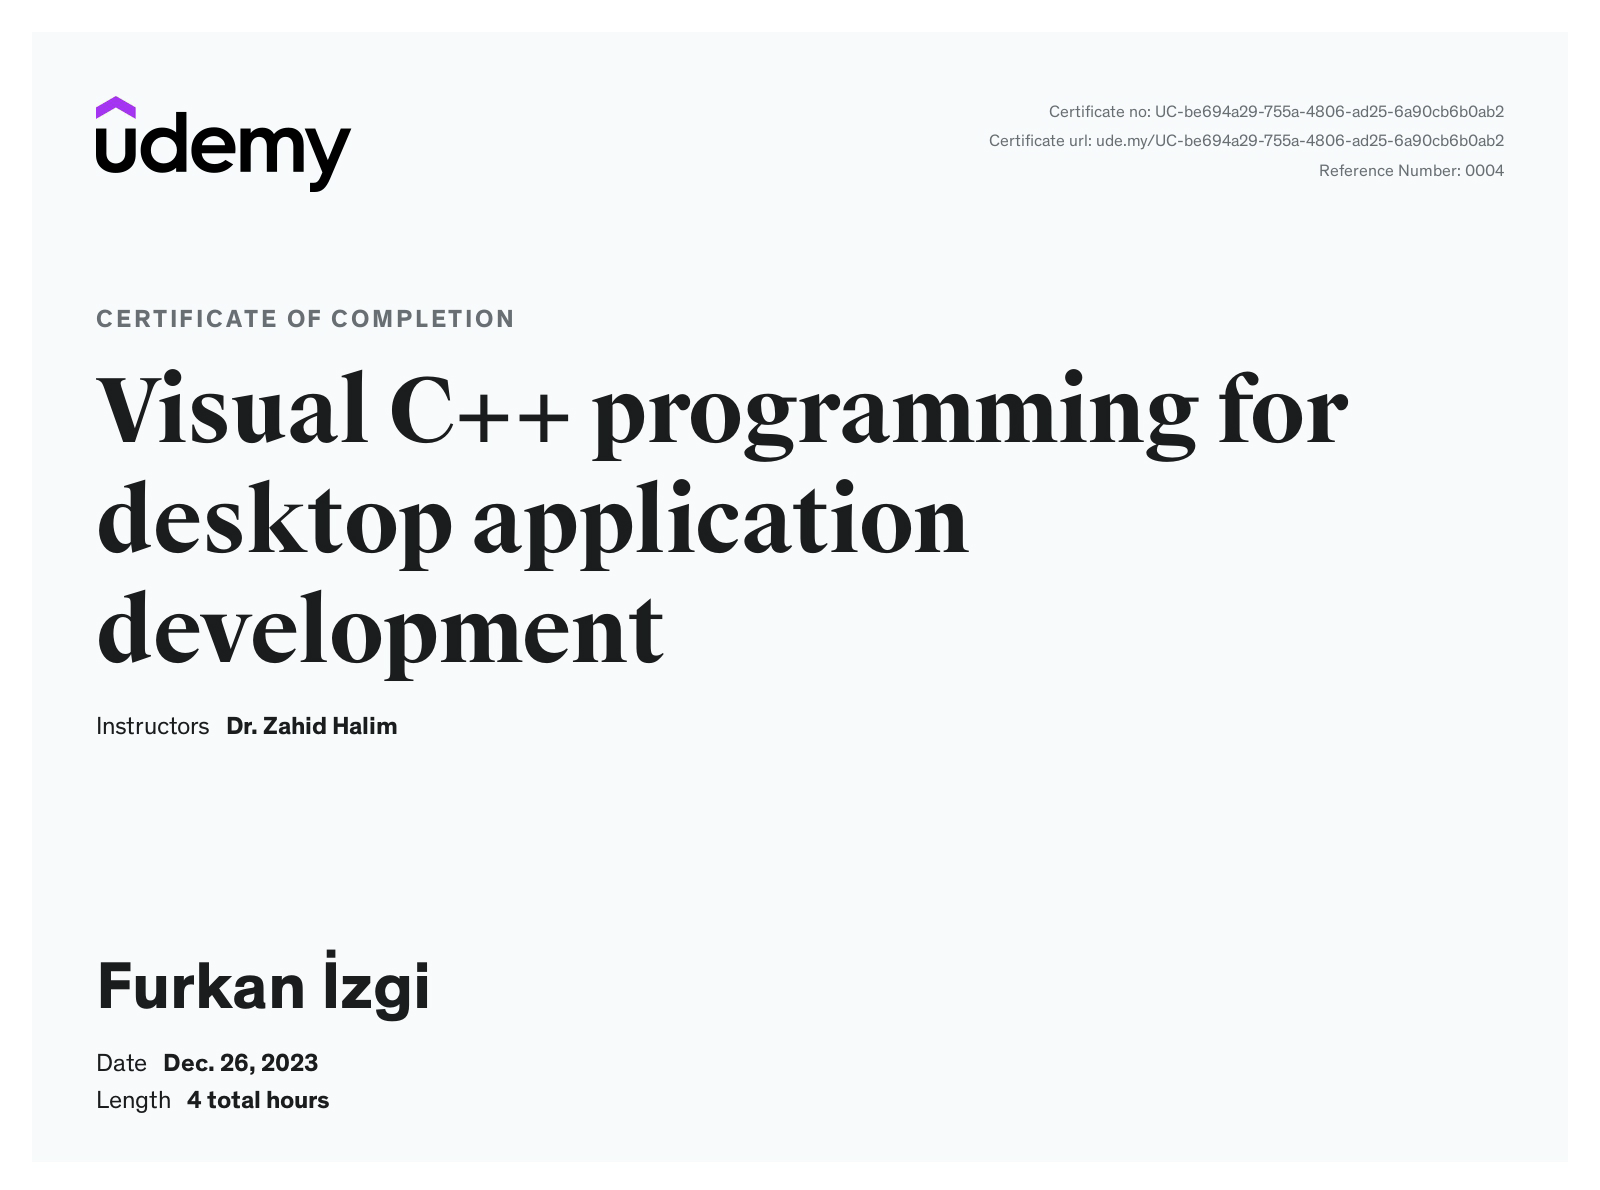 udemy
Certificate no: UC-be694a29-755a-4806-ad25-6a90cb6b0ab2
Certificate url: ude.my/UC-be694a29-755a-4806-ad25-6a90cb6b0ab2
Reference Number: 0004
CERTIFICATE OF COMPLETION
Visual C++ programming for
desktop application
development
Instructors Dr. Zahid Halim
Furkan İzgi
Date Dec. 26, 2023
Length 4 total hours